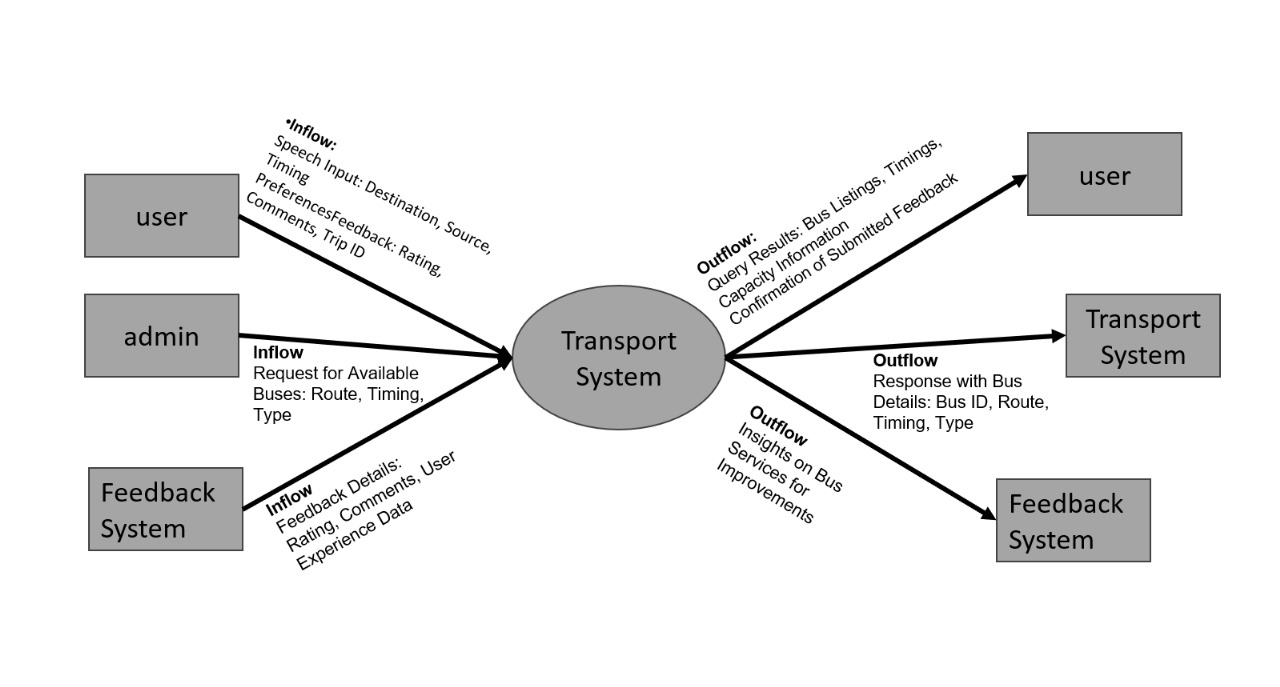 user
•Inflow:
Speech Input: Destination, Source,
Timing
PreferencesFeedback: Rating,
Comments, Trip ID
admin
Inflow
Request for Available
Buses: Route, Timing,
Type
Feedback
System
Inflow
Feedback Details:
Rating, Comments, User
Experience Data
Transport
System
Outflow:
Query Results: Bus Listings, Timings,
Capacity Information
Confirmation of Submitted Feedback
user
Outflow
Response with Bus
Details: Bus ID, Route,
Timing, Type
Transport
System
Outflow
Insights on Bus
Services for
Improvements
Feedback
System